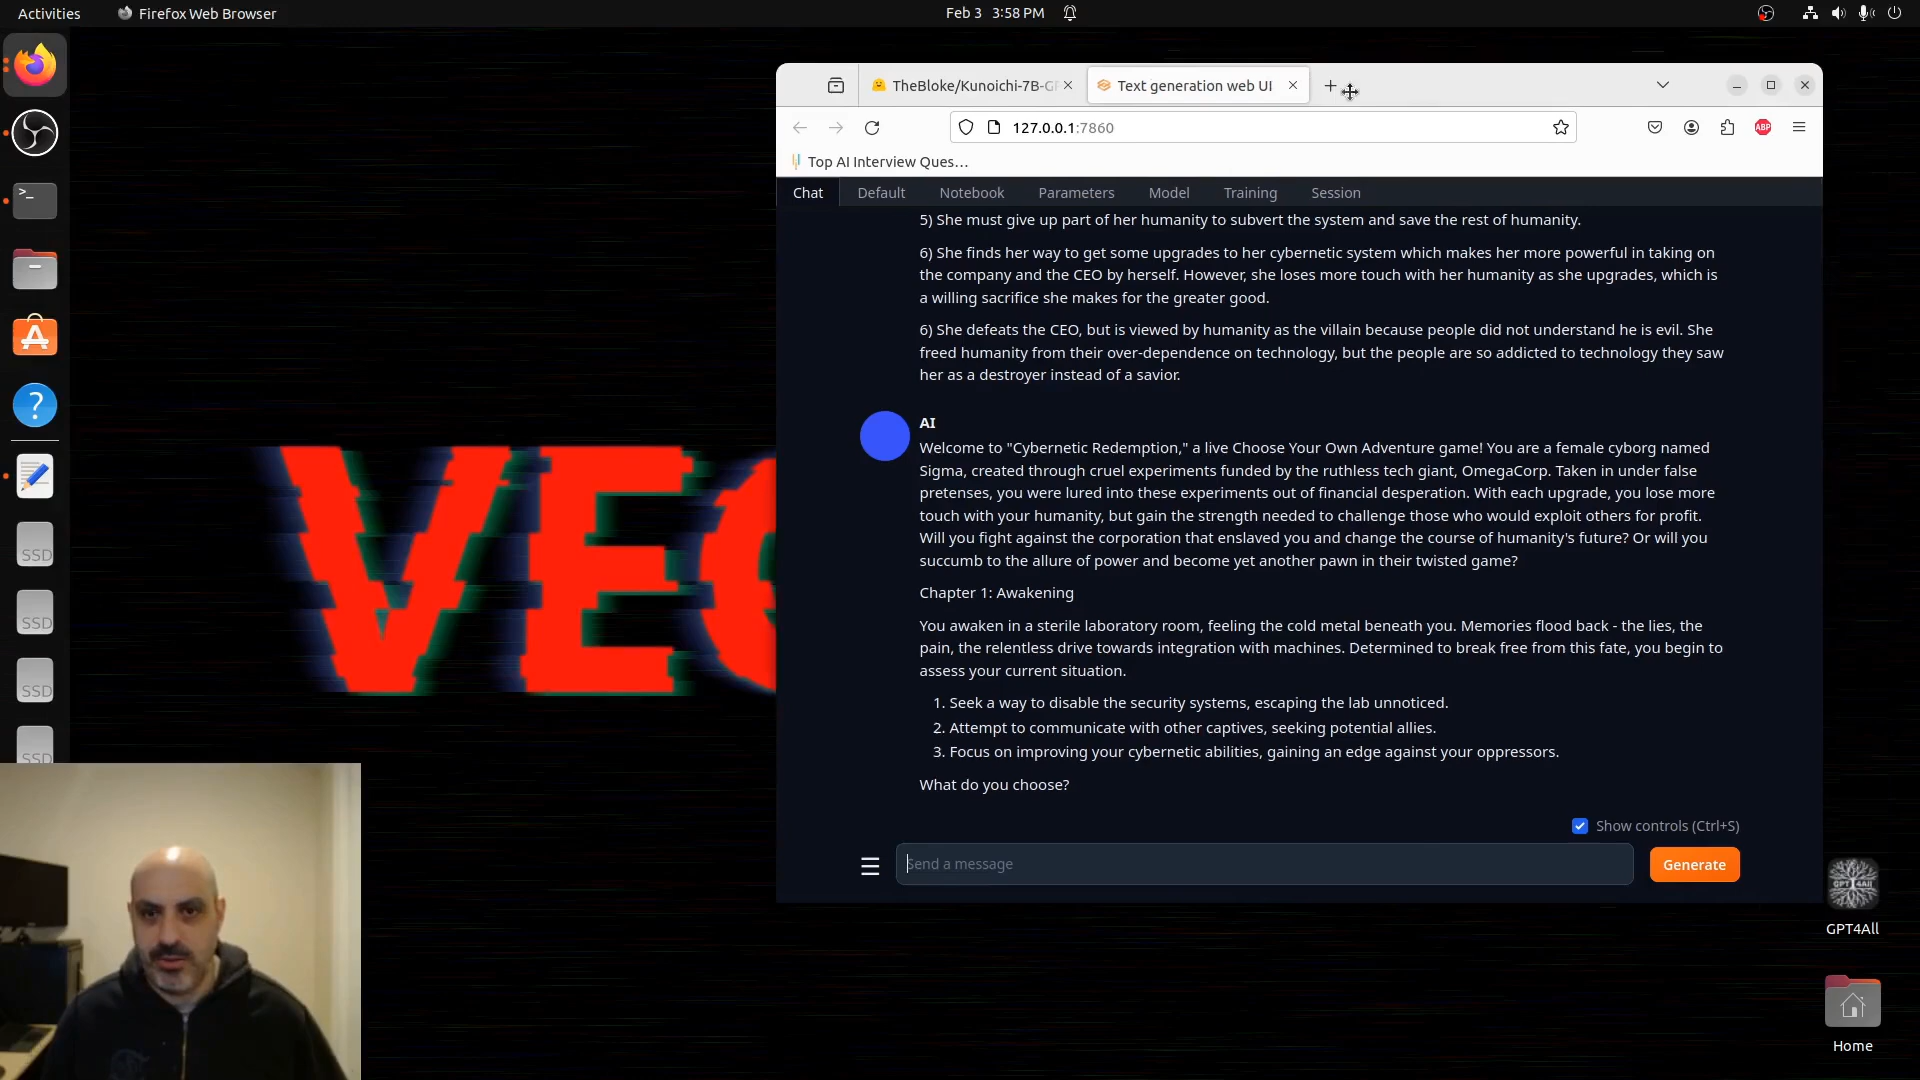 Activities
Firefox Web Browser
Feb 3 3:58 PM
TheBloke/Kunoichi-7B-GP
Text generation web UI
127.0.0.1:7860
ABP
Top AI Interview Ques…
Chat
Default
Notebook
Parameters
Model
Training
Session
5) She must give up part of her humanity to subvert the system and save the rest of humanity.
6) She finds her way to get some upgrades to her cybernetic system which makes her more powerful in taking on
the company and the CEO by herself. However, she loses more touch with her humanity as she upgrades, which is
a willing sacrifice she makes for the greater good.
6) She defeats the CEO, but is viewed by humanity as the villain because people did not understand he is evil. She
freed humanity from their over-dependence on technology, but the people are so addicted to technology they saw
her as a destroyer instead of a savior.
AI
Welcome to "Cybernetic Redemption," a live Choose Your Own Adventure game! You are a female cyborg named
Sigma, created through cruel experiments funded by the ruthless tech giant, OmegaCorp. Taken in under false
pretenses, you were lured into these experiments out of financial desperation. With each upgrade, you lose more
touch with your humanity, but gain the strength needed to challenge those who would exploit others for profit.
Will you fight against the corporation that enslaved you and change the course of humanity's future? Or will you
succumb to the allure of power and become yet another pawn in their twisted game?
Chapter 1: Awakening
You awaken in a sterile laboratory room, feeling the cold metal beneath you. Memories flood back - the lies, the
pain, the relentless drive towards integration with machines. Determined to break free from this fate, you begin to
assess your current situation.
1. Seek a way to disable the security systems, escaping the lab unnoticed.
2. Attempt to communicate with other captives, seeking potential allies.
3. Focus on improving your cybernetic abilities, gaining an edge against your oppressors.
What do you choose?
Show controls (Ctrl+S)
Send a message
Generate
VE
SSD
SSD
SSD
SSD
GPT4All
GPT4All
Home